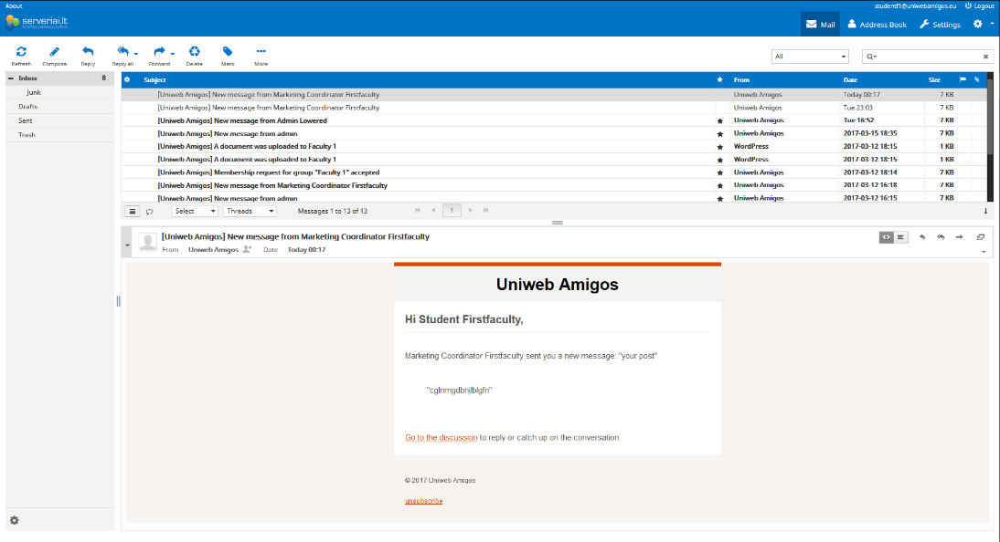 About
studentf1@uniwebamigos.eu Logout
serveriai.lt
Mail Address Book Settings
Refresh Compose Reply Reply all Forward Delete Mark More
All
Inbox 8
Junk
Drafts
Sent
Trash
Subject From Date Size
[Uniweb Amigos] New message from Marketing Coordinator Firstfaculty Uniweb Amigos Today 00:17 7 KB
[Uniweb Amigos] New message from Marketing Coordinator Firstfaculty Uniweb Amigos Tue 23:03 7 KB
[Uniweb Amigos] New message from Admin Lowered Uniweb Amigos Tue 16:52 7 KB
[Uniweb Amigos] New message from admin Uniweb Amigos 2017-03-15 18:35 7 KB
[Uniweb Amigos] A document was uploaded to Faculty 1 WordPress 2017-03-12 18:15 1 KB
[Uniweb Amigos] A document was uploaded to Faculty 1 WordPress 2017-03-12 18:15 1 KB
[Uniweb Amigos] Membership request for group "Faculty 1" accepted Uniweb Amigos 2017-03-12 18:14 7 KB
[Uniweb Amigos] New message from Marketing Coordinator Firstfaculty Uniweb Amigos 2017-03-12 16:18 7 KB
[Uniweb Amigos] New message from admin Uniweb Amigos 2017-03-12 16:15 7 KB
Select Threads Messages 1 to 13 of 13 1
[Uniweb Amigos] New message from Marketing Coordinator Firstfaculty
From Uniweb Amigos Date Today 00:17
Uniweb Amigos
Hi Student Firstfaculty,
Marketing Coordinator Firstfaculty sent you a new message: "your post"
"cglnmgdbnjlblgfn"
Go to the discussion to reply or catch up on the conversation.
© 2017 Uniweb Amigos
unsubscribe